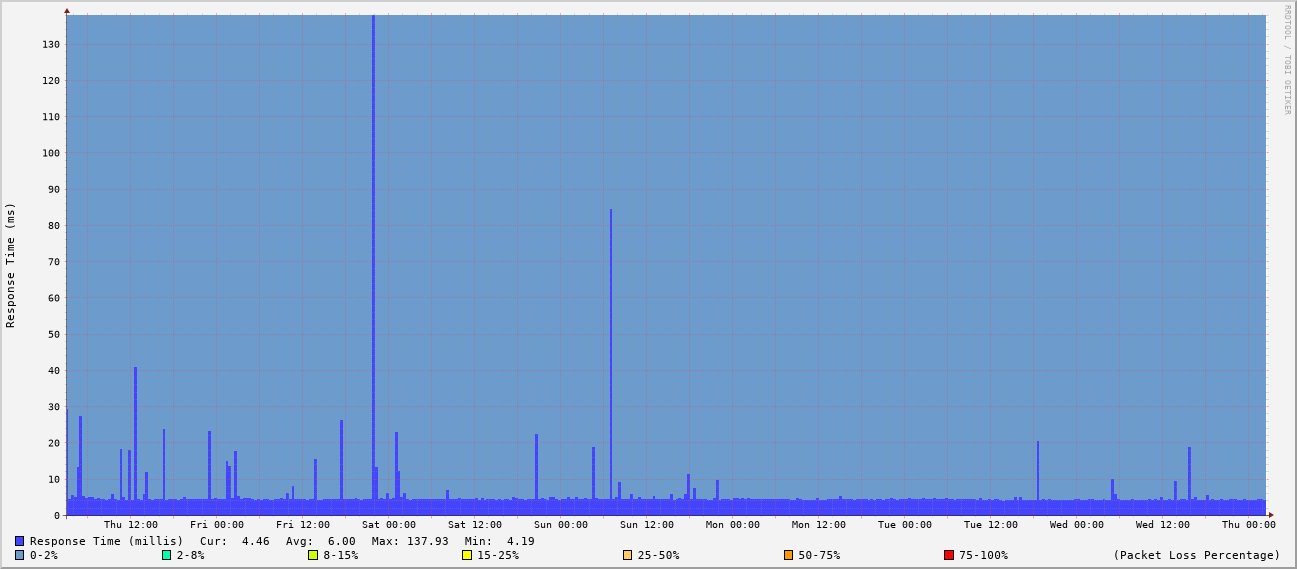 RRDTOOL / TOBI OETIKER
Response Time (ms)
130
120
110
100
90
80
70
60
50
40
30
20
10
0
Thu 12:00 Fri 00:00 Fri 12:00 Sat 00:00 Sat 12:00 Sun 00:00 Sun 12:00 Mon 00:00 Mon 12:00 Tue 00:00 Tue 12:00 Wed 00:00 Wed 12:00 Thu 00:00
Response Time (millis) Cur: 4.46 Avg: 6.00 Max: 137.93 Min: 4.19
0-2% 2-8% 8-15% 15-25% 25-50% 50-75% 75-100% (Packet Loss Percentage)